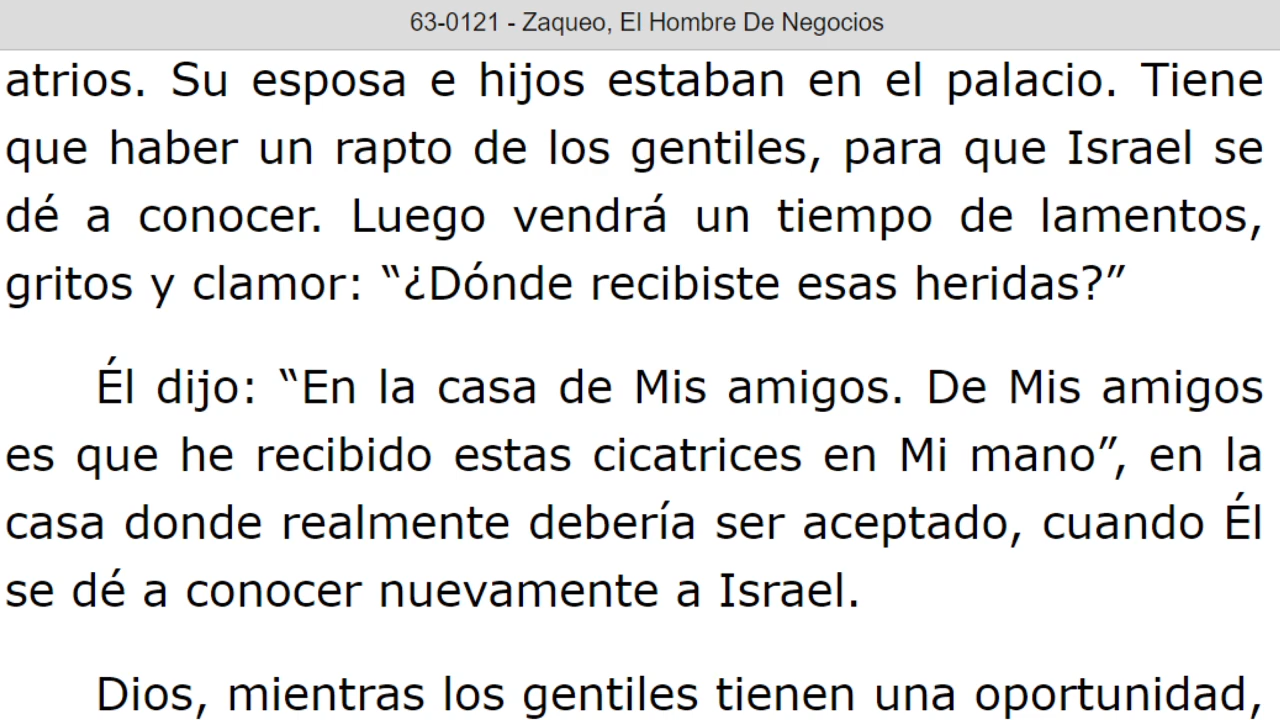 63-0121 - Zaqueo, El Hombre De Negocios
atrios. Su esposa e hijos estaban en el palacio. Tiene
que haber un rapto de los gentiles, para que Israel se
dé a conocer. Luego vendrá un tiempo de lamentos,
gritos y clamor: “¿Dónde recibiste esas heridas?”
Él dijo: “En la casa de Mis amigos. De Mis amigos
es que he recibido estas cicatrices en Mi mano”, en la
casa donde realmente debería ser aceptado, cuando Él
se dé a conocer nuevamente a Israel.
Dios, mientras los gentiles tienen una oportunidad,